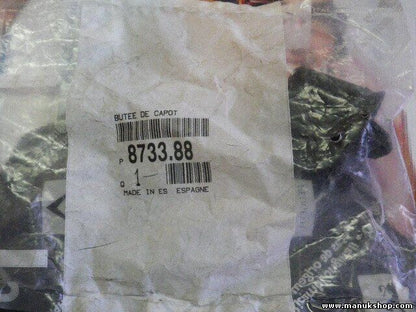 BUTEE DE CAPOT
P 8733.88
Q 1
MADE IN ES ESPAGNE
www.manukshop.com